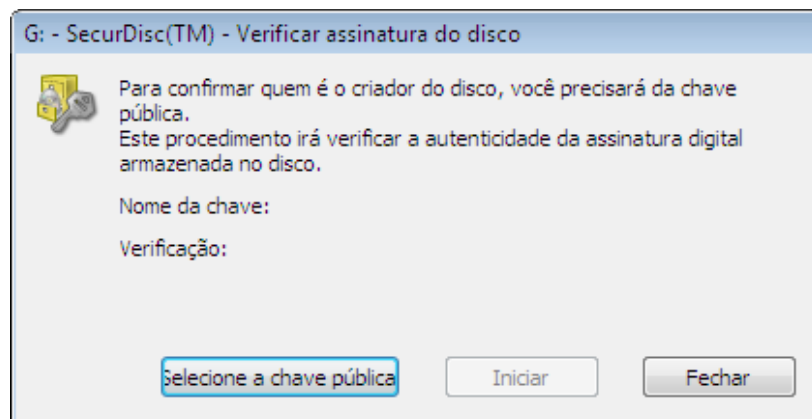 G: - SecurDisc(TM) - Verificar assinatura do disco
Para confirmar quem é o criador do disco, você precisará da chave
pública.
Este procedimento irá verificar a autenticidade da assinatura digital
armazenada no disco.
Nome da chave:
Verificação:
Selecione a chave pública Iniciar Fechar